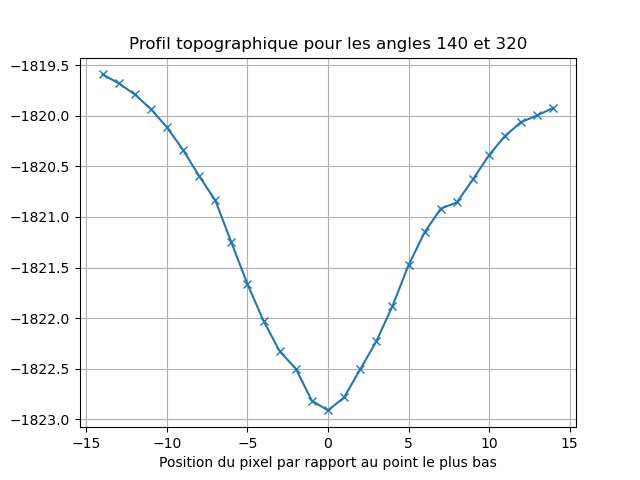 Profil topographique pour les angles 140 et 320
−1819.5
−1820.0
−1820.5
−1821.0
−1821.5
−1822.0
−1822.5
−1823.0
−15 −10 −5 0 5 10 15
Position du pixel par rapport au point le plus bas